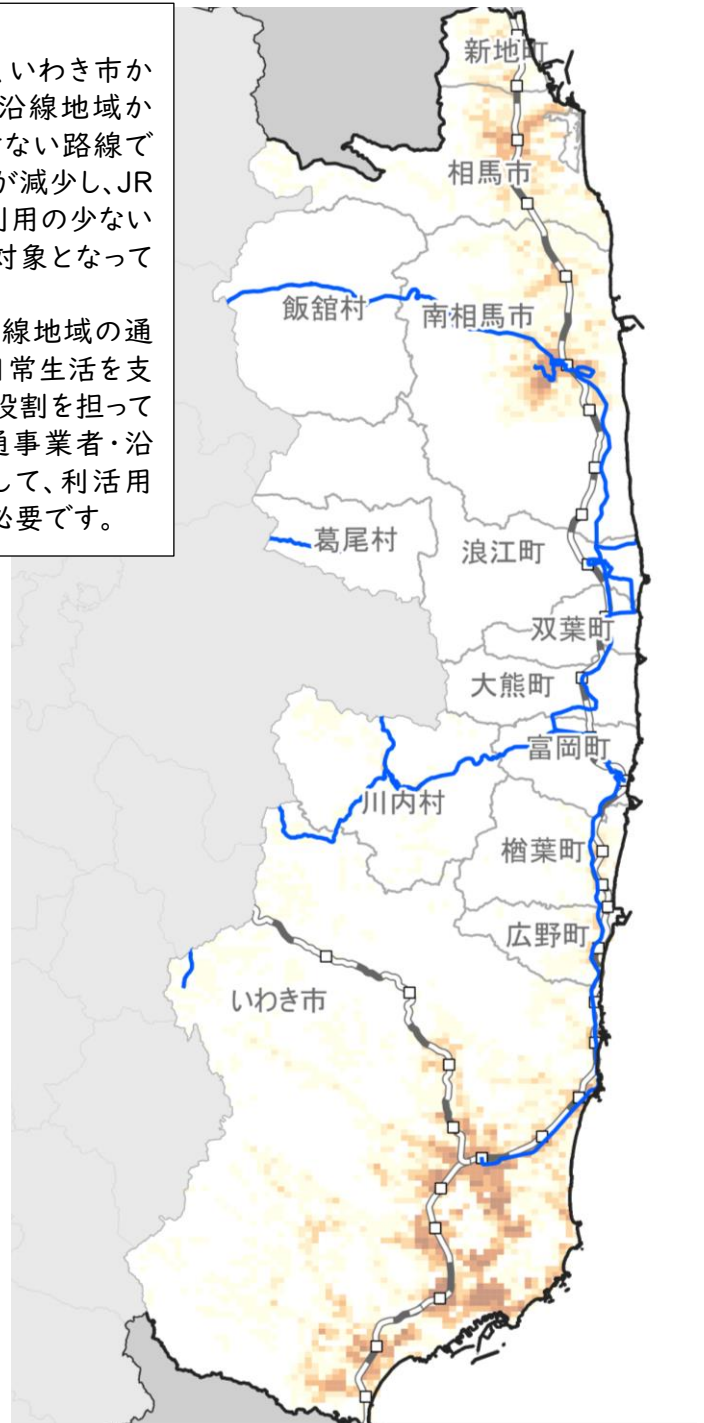 、いわき市か
沿線地域か
ない路線で
が減少し、JR
利用の少ない
対象となって
線地域の通
日常生活を支
役割を担って
通事業者・沿
して、利活用
必要です。
新地町
相馬市
飯舘村
南相馬市
葛尾村
浪江町
双葉町
大熊町
富岡町
川内村
楢葉町
広野町
いわき市